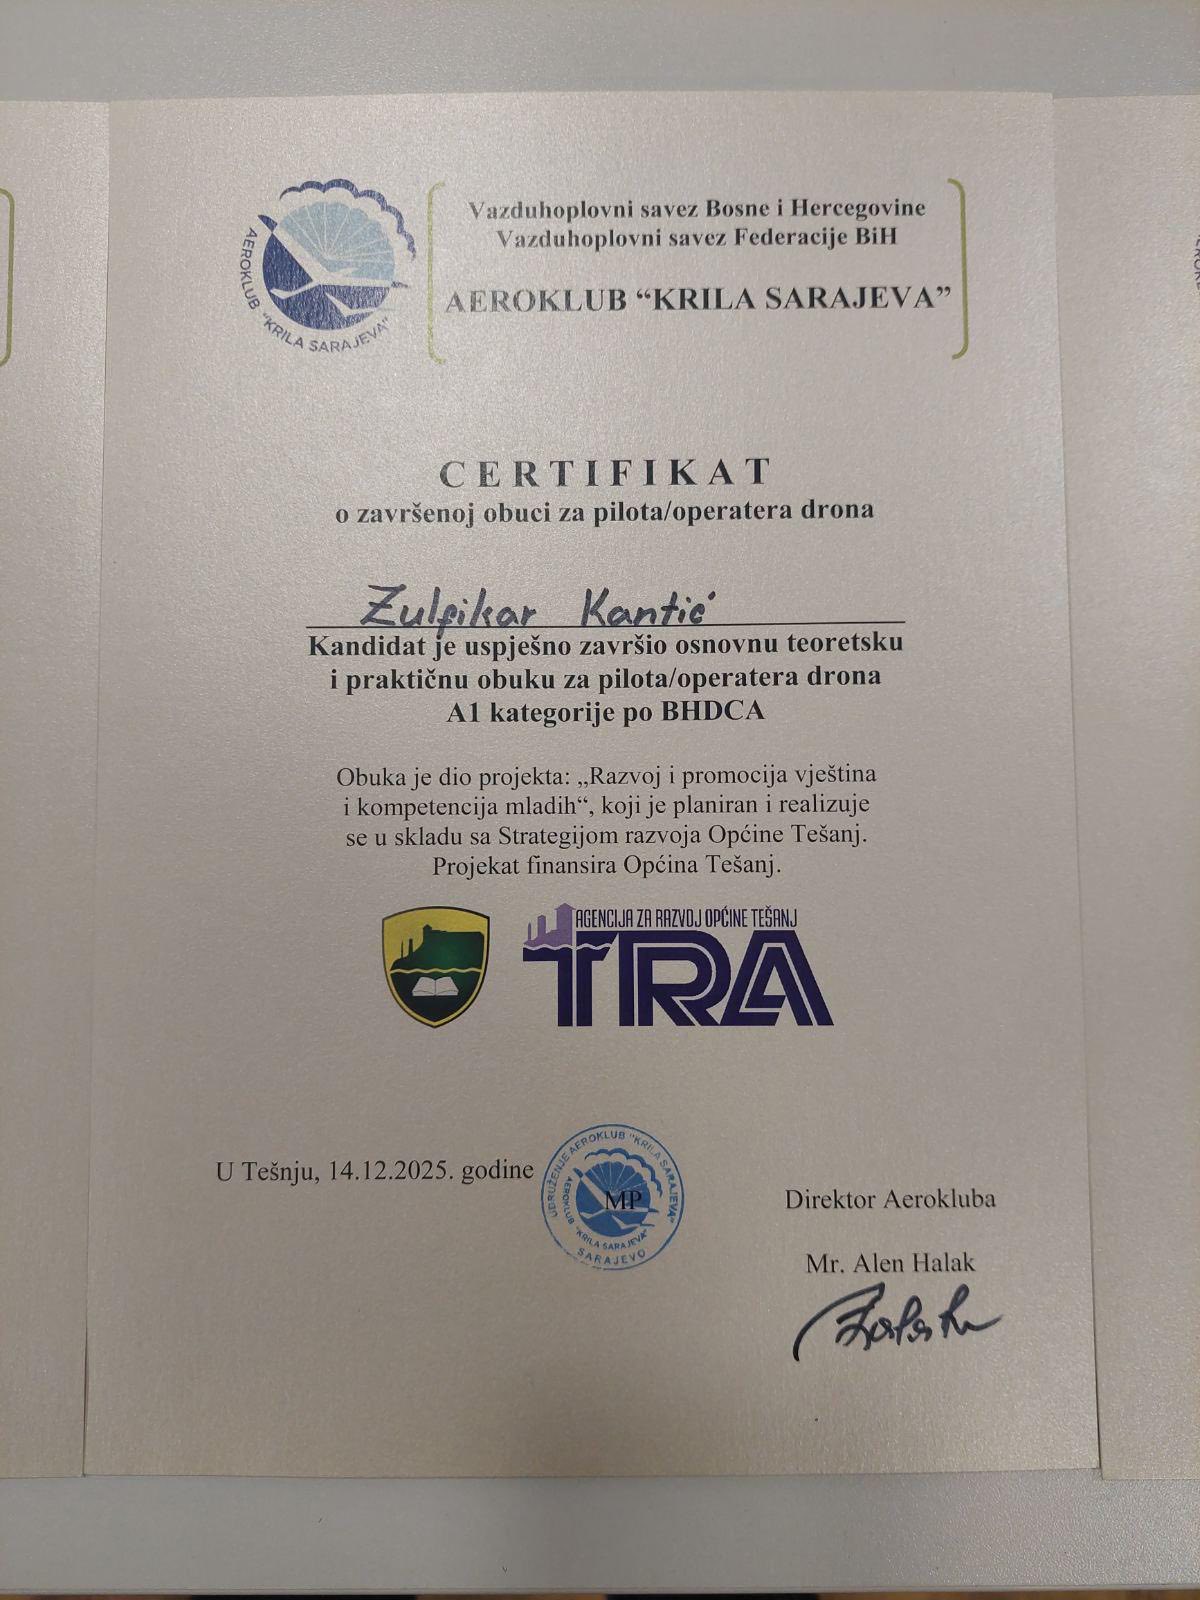 AEROKLUB "KRILA SARAJEVA"
Vazduhoplovni savez Bosne i Hercegovine
Vazduhoplovni savez Federacije BiH
AEROKLUB “KRILA SARAJEVA”
CERTIFIKAT
o završenoj obuci za pilota/operatera drona
Zulfikar Kantić
Kandidat je uspješno završio osnovnu teoretsku
i praktičnu obuku za pilota/operatera drona
A1 kategorije po BHDCA
Obuka je dio projekta: „Razvoj i promocija vještina
i kompetencija mladih“, koji je planiran i realizuje
se u skladu sa Strategijom razvoja Općine Tešanj.
Projekat finansira Općina Tešanj.
AGENCIJA ZA RAZVOJ OPĆINE TEŠANJ
TRA
U Tešnju, 14.12.2025. godine
UDRUŽENJE AEROKLUB "KRILA SARAJEVA"
AEROKLUB "KRILA SARAJEVA"
MP
SARAJEVO
Direktor Aerokluba
Mr. Alen Halak